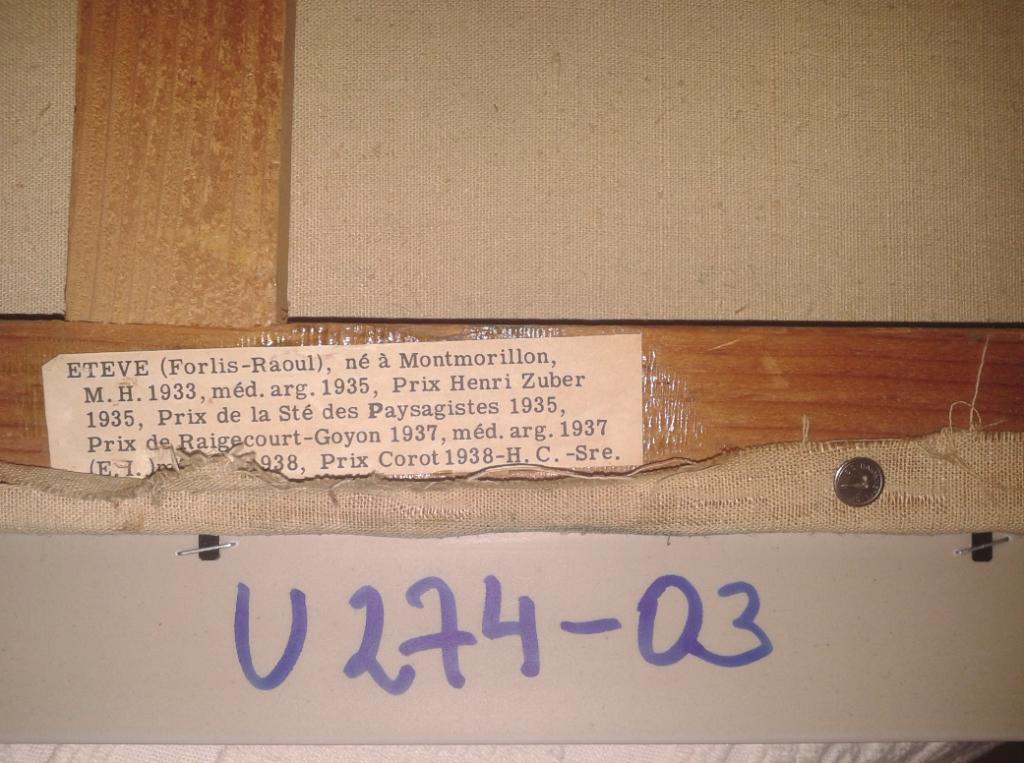 ETEVE (Forlis-Raoul), né à Montmorillon,
M. H. 1933, méd. arg. 1935, Prix Henri Zuber
1935, Prix de la Sté des Paysagistes 1935,
Prix de Raigecourt-Goyon 1937, méd. arg. 1937
(E. I.) 938, Prix Corot 1938-H. C. -Sre.
U 274-03